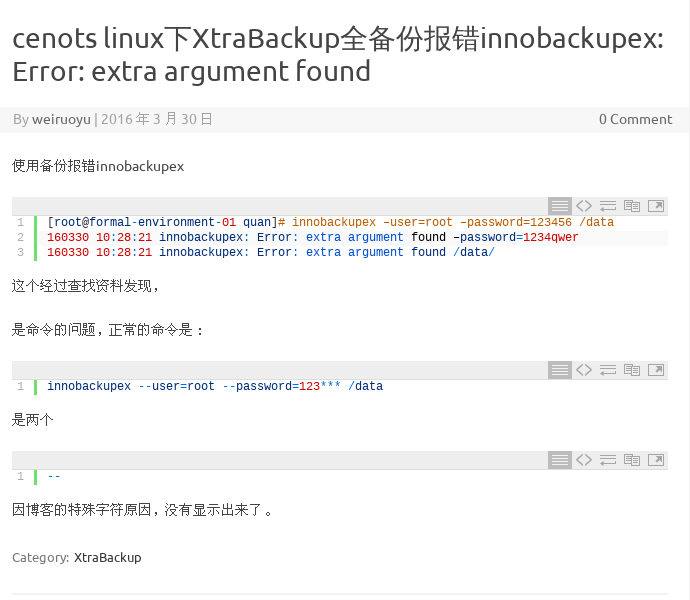 cenots linux下XtraBackup全备份报错innobackupex:
Error: extra argument found
By weiruoyu | 2016 年 3 月 30 日
0 Comment
使用备份报错innobackupex
1 [root@formal-environment-01 quan]# innobackupex –user=root –password=123456 /data
2 160330 10:28:21 innobackupex: Error: extra argument found –password=1234qwer
3 160330 10:28:21 innobackupex: Error: extra argument found /data/
这个经过查找资料发现，
是命令的问题，正常的命令是：
1 innobackupex --user=root --password=123*** /data
是两个
1 --
因博客的特殊字符原因，没有显示出来了。
Category: XtraBackup